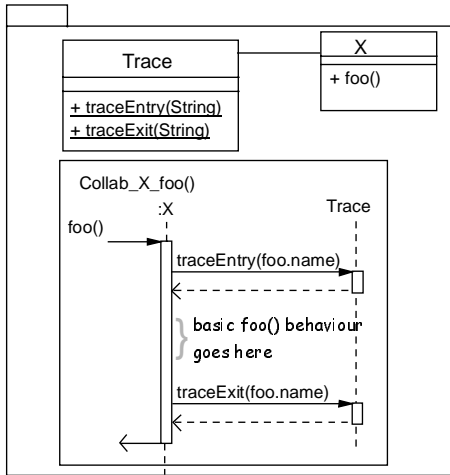 Trace
X
+ foo()
+ traceEntry(String)
+ traceExit(String)
Collab_X_foo()
:X
Trace
foo()
traceEntry(foo.name)
basic foo() behaviour
goes here
traceExit(foo.name)